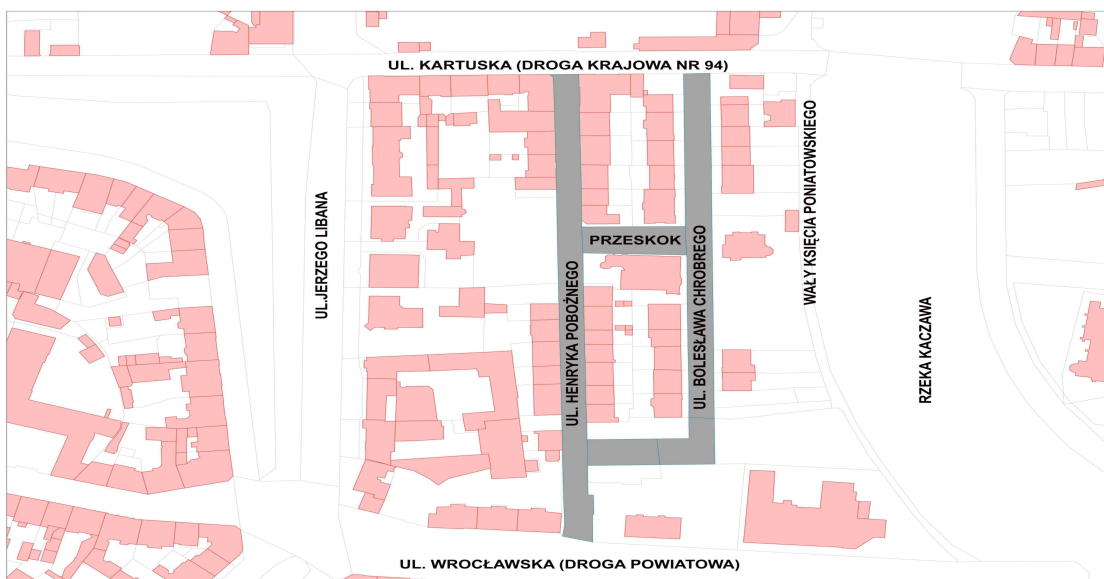 UL. KARTUSKA (DROGA KRAJOWA NR 94)
UL.JERZEGO LIBANA
UL. HENRYKA POBOŻNEGO
PRZESKOK
UL. BOLESŁAWA CHROBREGO
WAŁY KSIĘCIA PONIATOWSKIEGO
RZEKA KACZAWA
UL. WROCŁAWSKA (DROGA POWIATOWA)